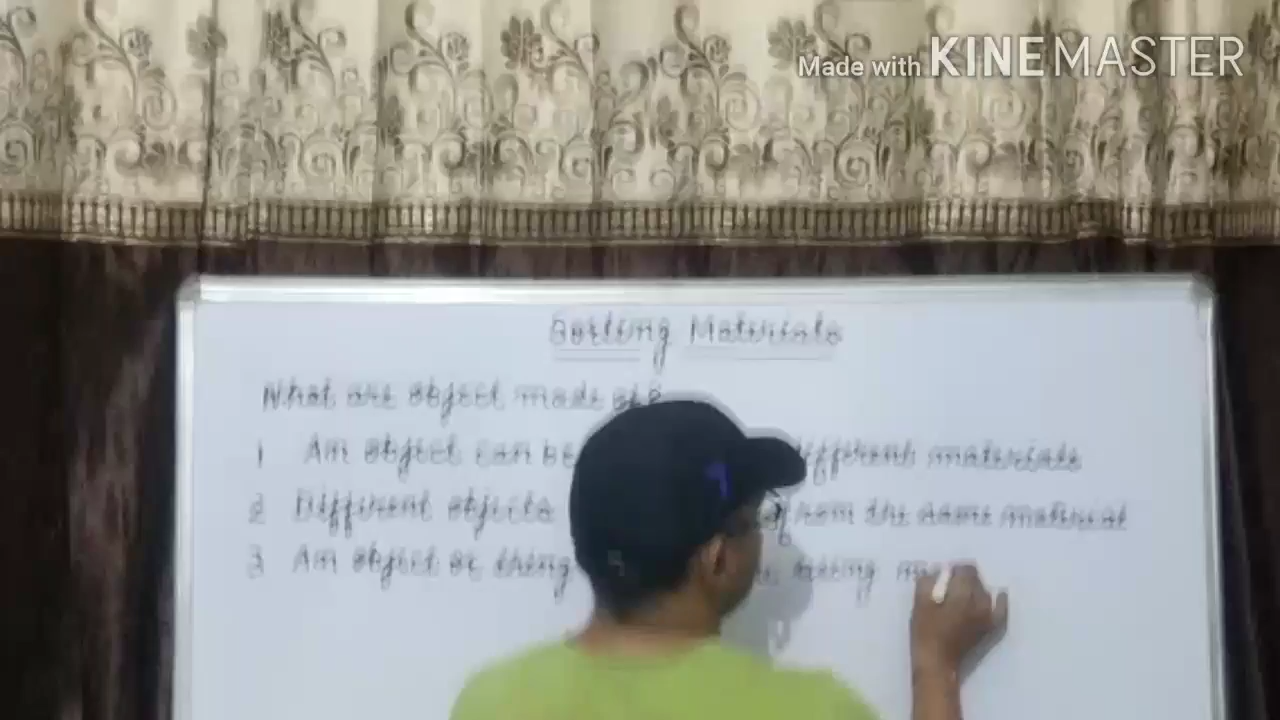 Made with KINEMASTER
Sorting Materials
What are object made of?
1 An object can be different materials
2 Different objects from the same material
3 An object or thing being